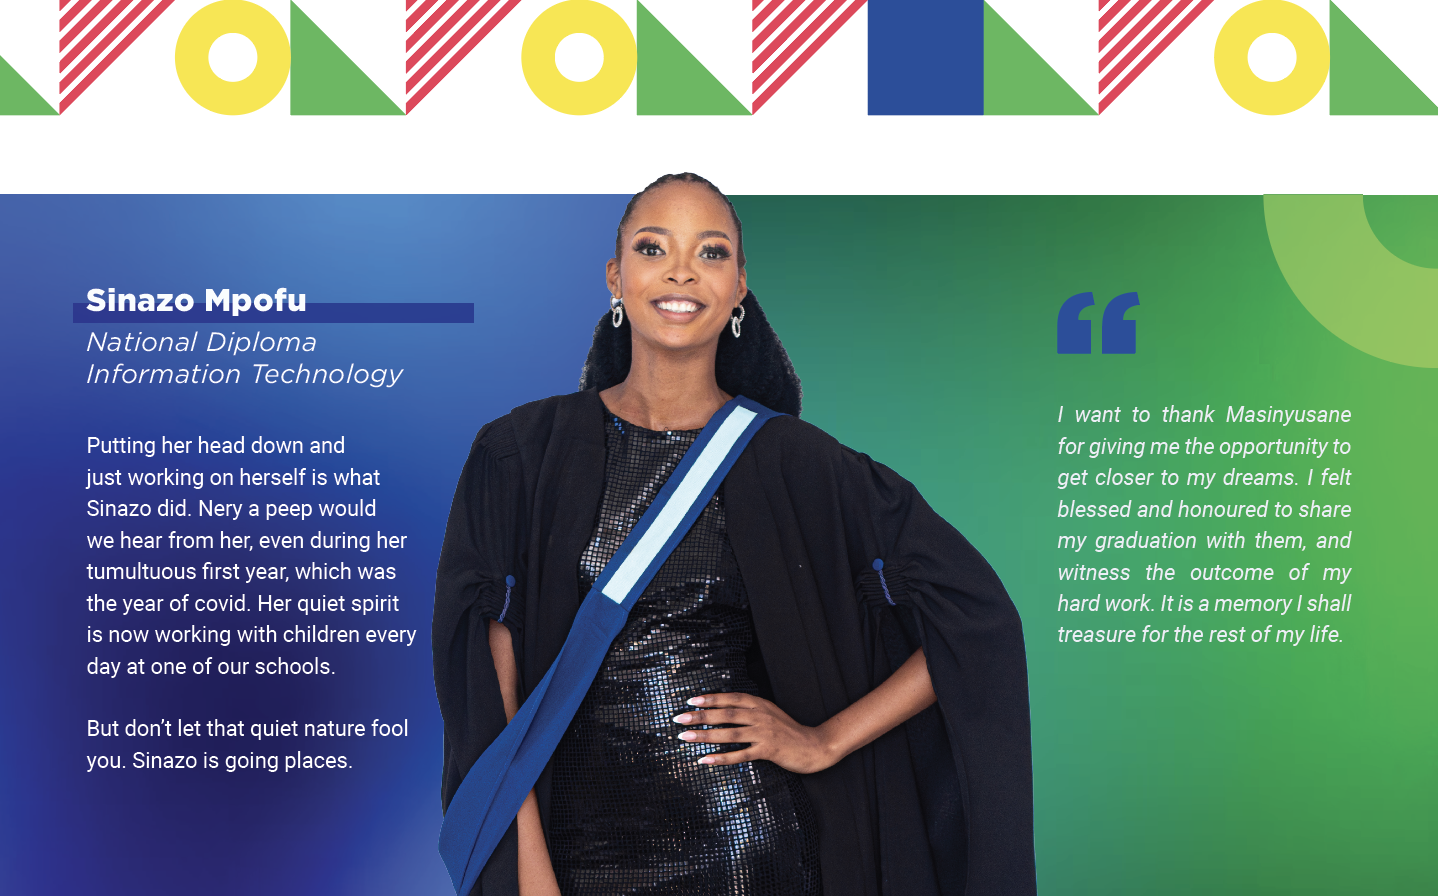 Sinazo Mpofu
National Diploma
Information Technology
Putting her head down and
just working on herself is what
Sinazo did. Nery a peep would
we hear from her, even during her
tumultuous first year, which was
the year of covid. Her quiet spirit
is now working with children every
day at one of our schools.
But don’t let that quiet nature fool
you. Sinazo is going places.
“
I want to thank Masinyusane
for giving me the opportunity to
get closer to my dreams. I felt
blessed and honoured to share
my graduation with them, and
witness the outcome of my
hard work. It is a memory I shall
treasure for the rest of my life.